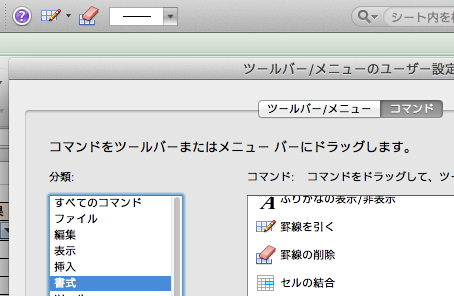 シート内を検
ツールバー/メニューのユーザー設定
ツールバー/メニュー
コマンド
コマンドをツールバーまたはメニュー バーにドラッグします。
分類:
コマンド: コマンドをドラッグして、ツー
すべてのコマンド
ファイル
編集
表示
挿入
書式
ふりがなの表示/非表示
罫線を引く
罫線の削除
セルの結合